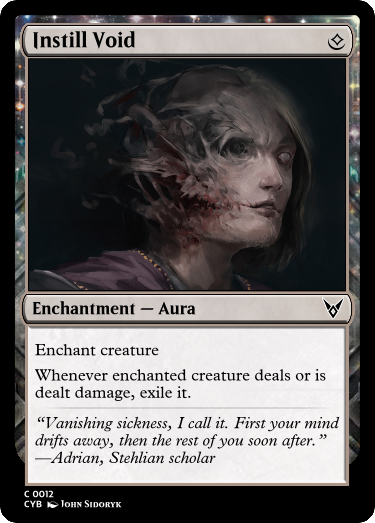 Instill Void
Enchantment — Aura
Enchant creature
Whenever enchanted creature deals or is
dealt damage, exile it.
“Vanishing sickness, I call it. First your mind
drifts away, then the rest of you soon after.”
—Adrian, Stehlian scholar
C 0012
CYB John Sidoryk